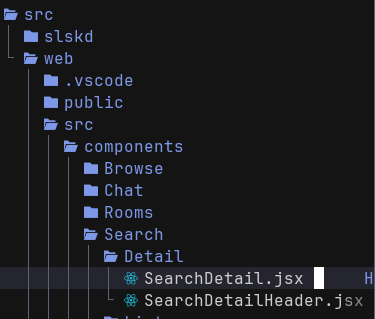 src
slskd
web
.vscode
public
src
components
Browse
Chat
Rooms
Search
Detail
SearchDetail.jsx H
SearchDetailHeader.jsx